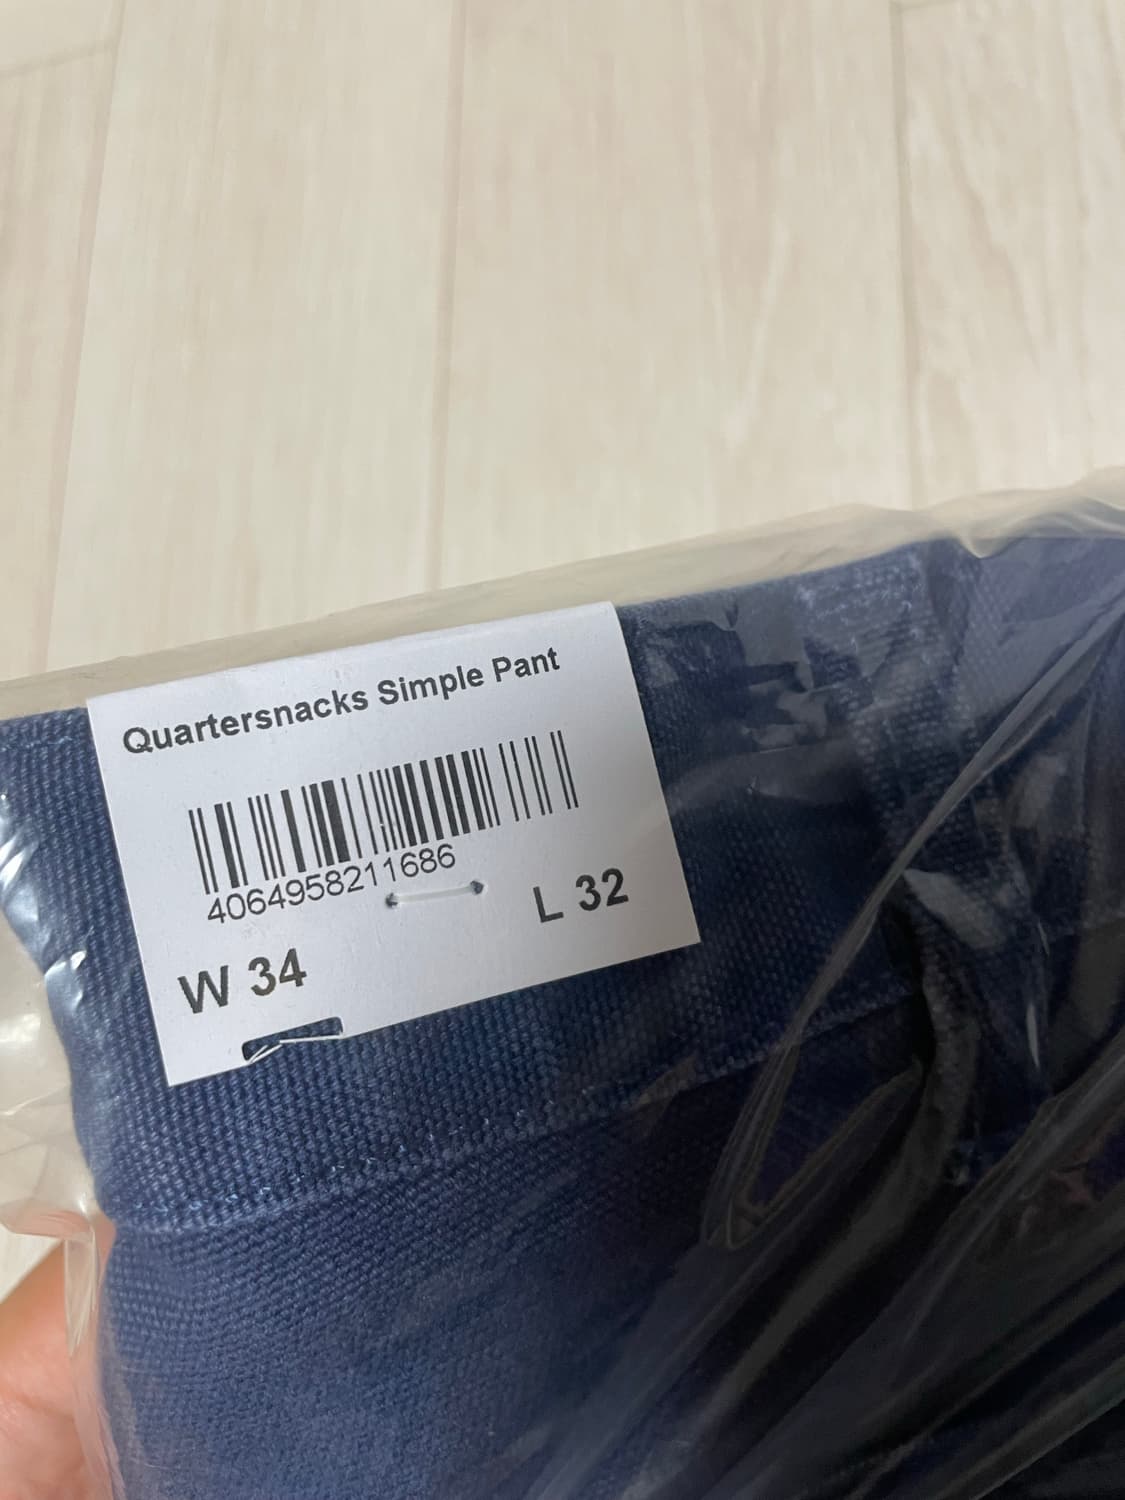 Quartersnacks Simple Pant
4064958211686
W 34 L 32